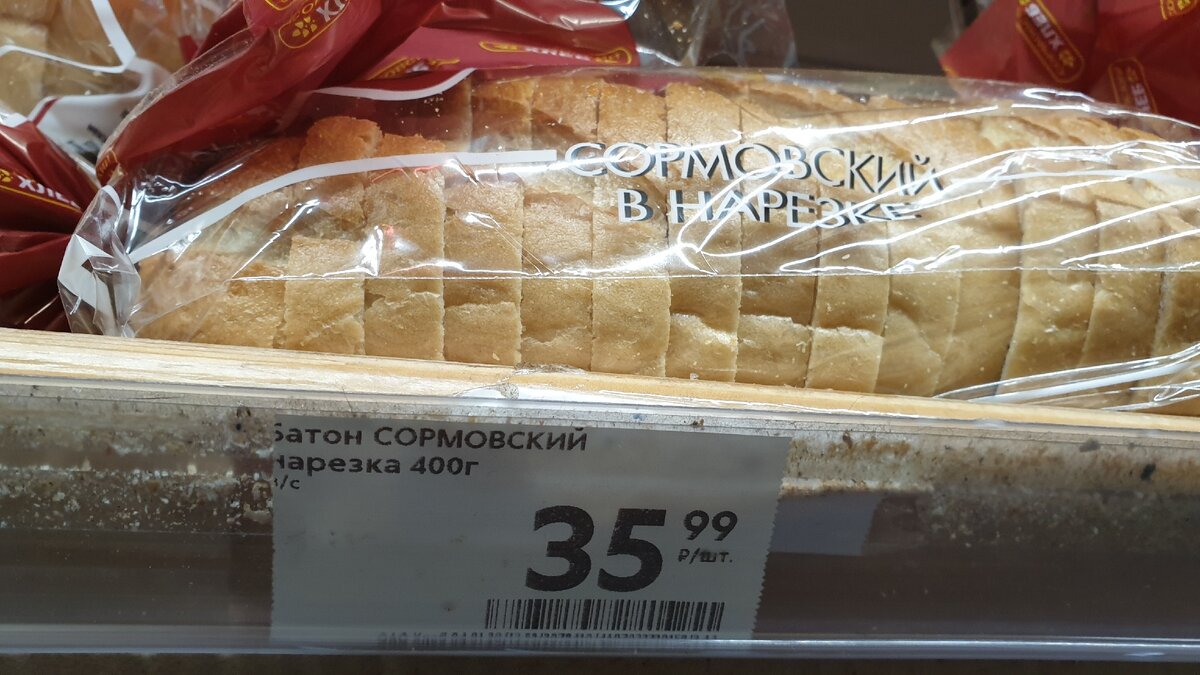 СОРМОВСКИЙ
В НАРЕЗКЕ
Батон СОРМОВСКИЙ
нарезка 400г
в/с
35 99
₽/шт.